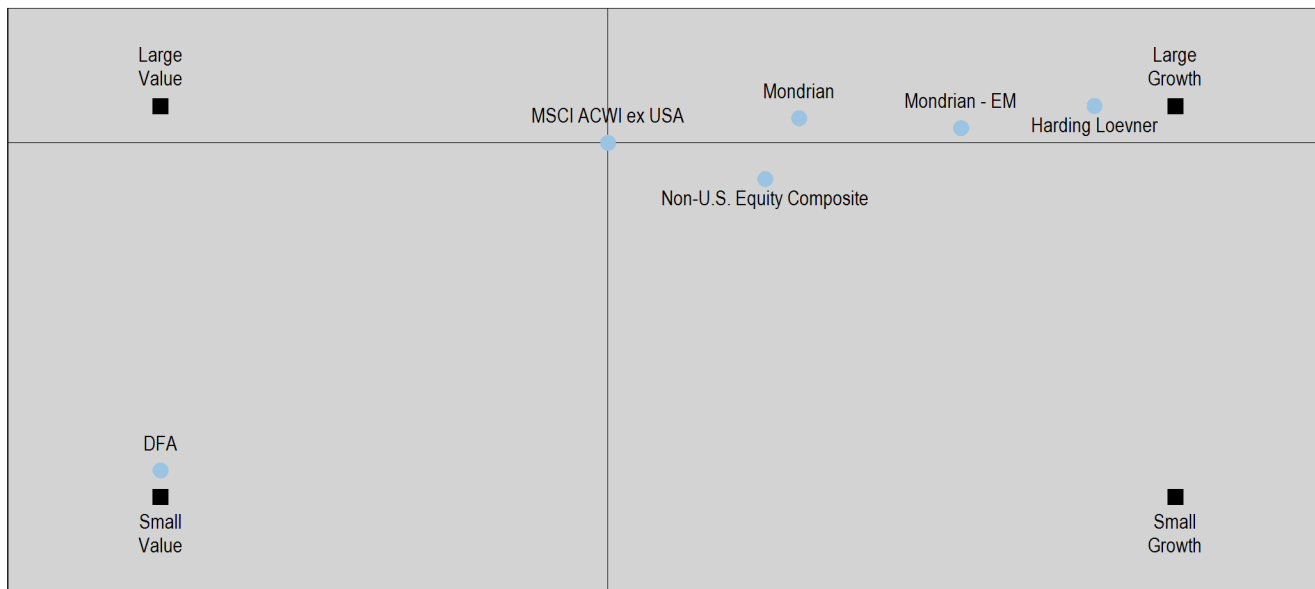 Large
Value
Large
Growth
Mondrian
Mondrian - EM
MSCI ACWI ex USA
Harding Loevner
Non-U.S. Equity Composite
DFA
Small
Value
Small
Growth